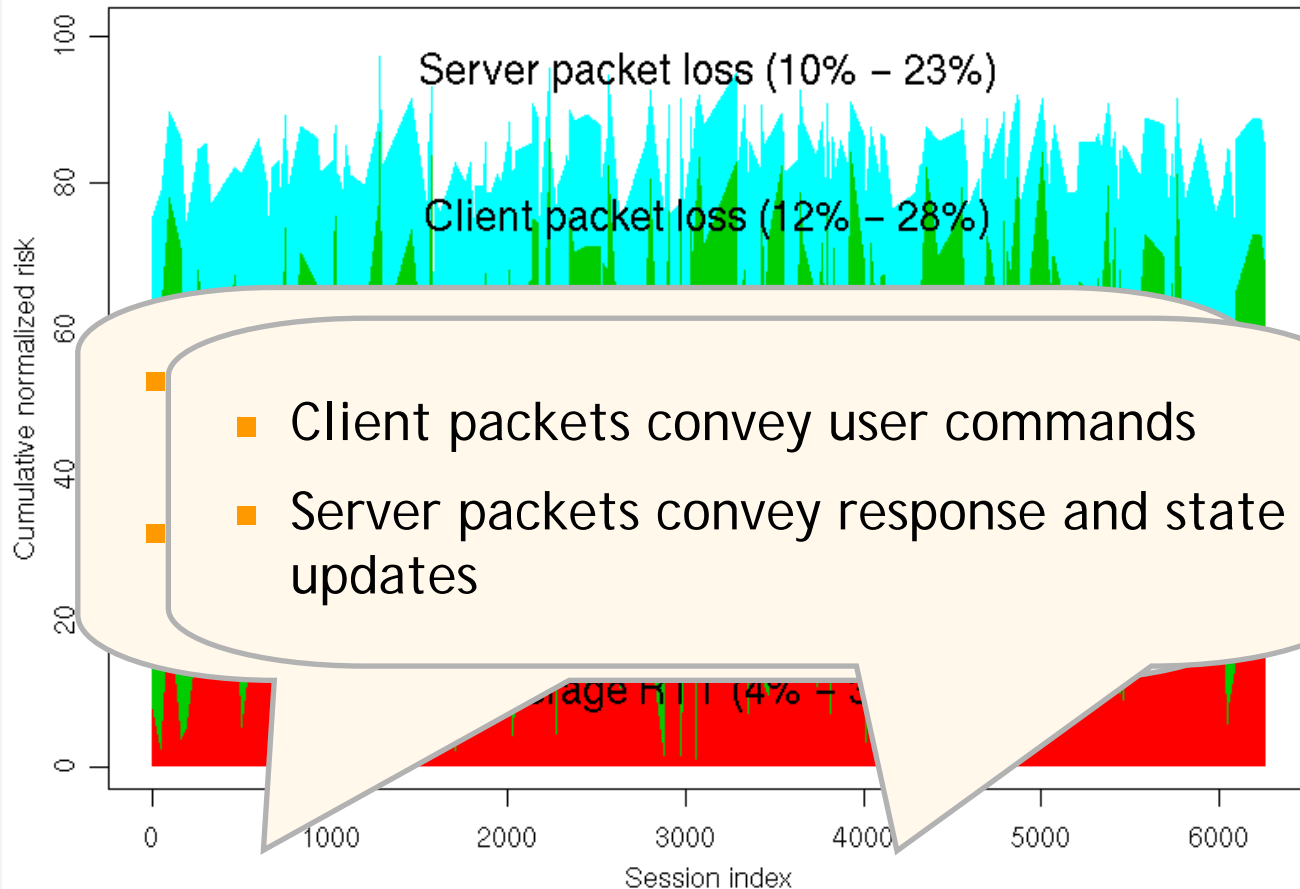 Server packet loss (10% – 23%)
Client packet loss (12% – 28%)
Client packets convey user commands
Server packets convey response and state
updates
(4% –
Cumulative normalized risk
100
80
60
40
20
0
0
1000
2000
3000
4000
5000
6000
Session index